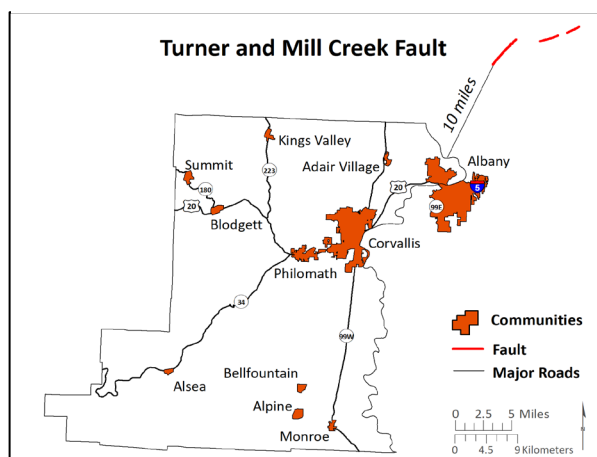 Turner and Mill Creek Fault
10 miles
Kings Valley
Summit
Adair Village
Albany
223
180
20
20
5
99E
Blodgett
Corvallis
Philomath
34
99W
Communities
Fault
Major Roads
Bellfountain
Alsea
Alpine
Monroe
0 2.5 5 Miles
0 4.5 9 Kilometers
N